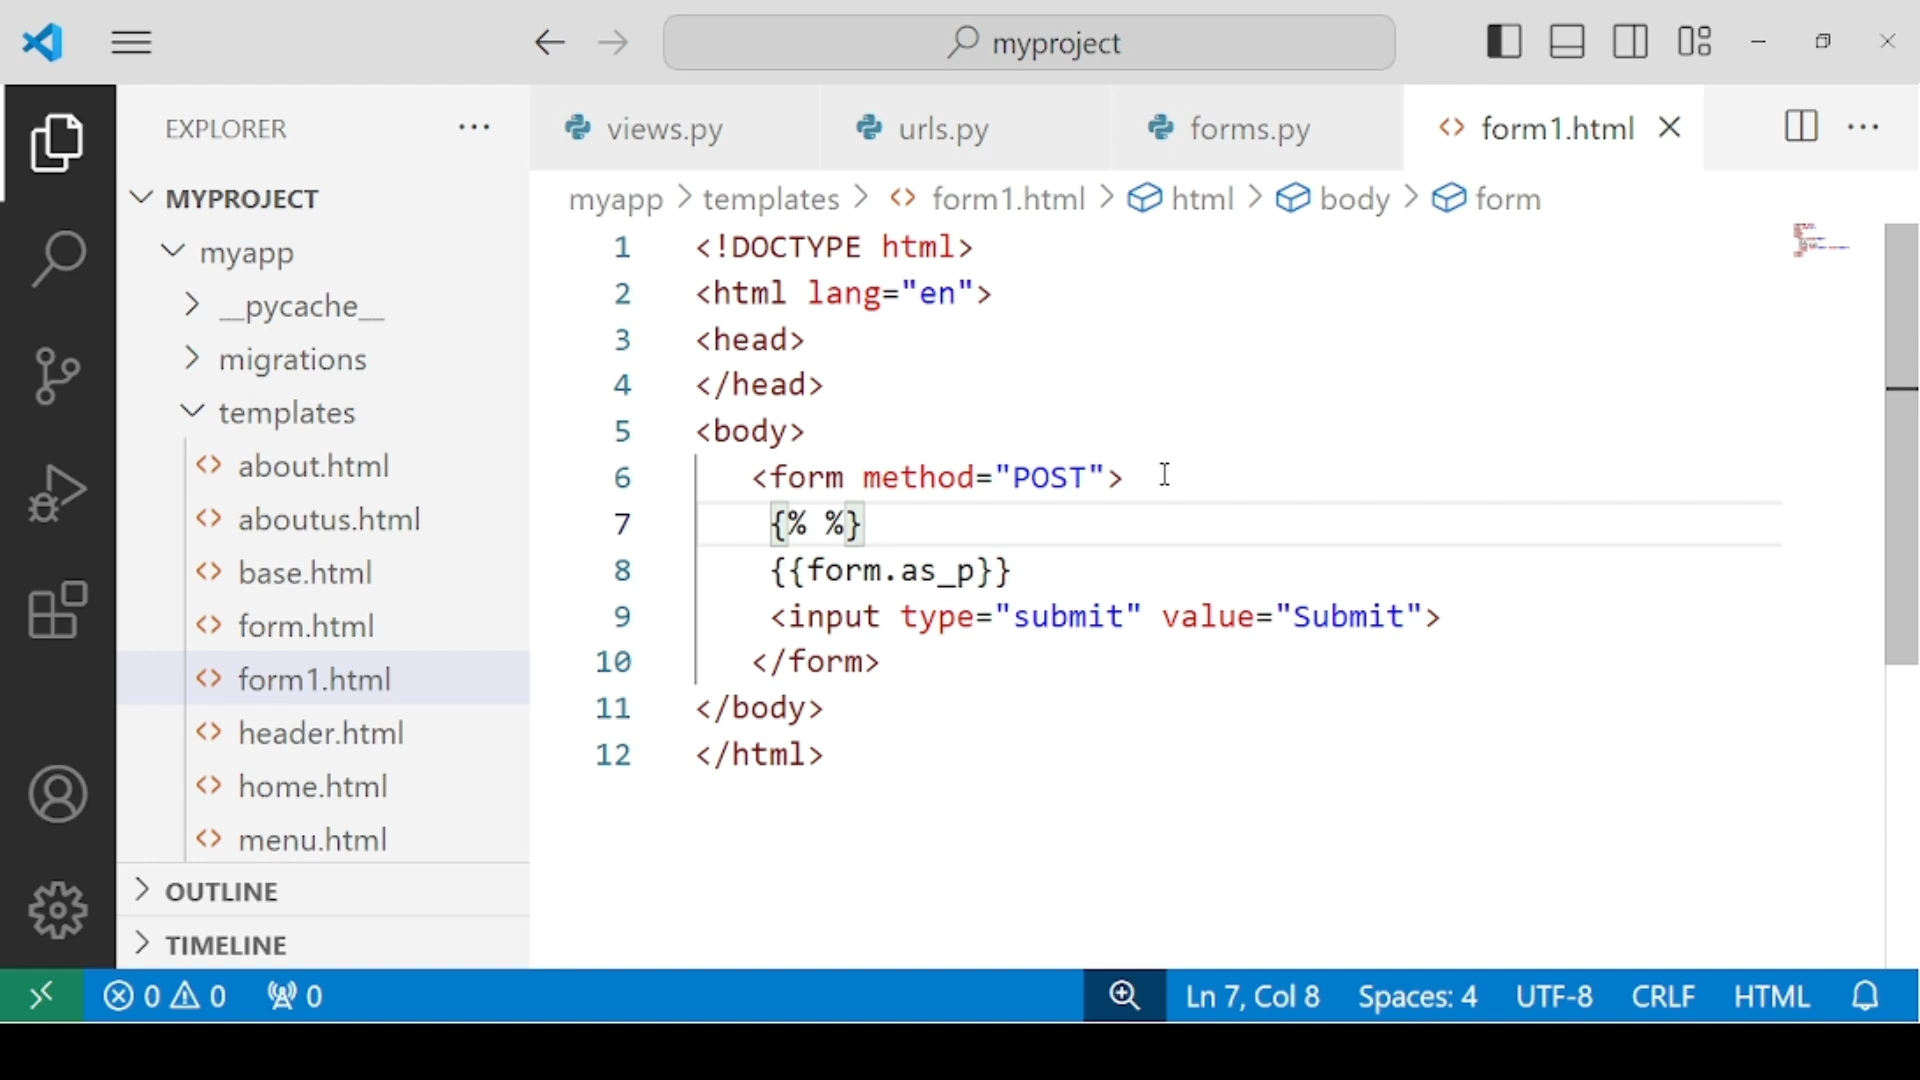 myproject
EXPLORER
MYPROJECT
myapp
__pycache__
migrations
templates
about.html
aboutus.html
base.html
form.html
form1.html
header.html
home.html
menu.html
OUTLINE
TIMELINE
views.py urls.py forms.py form1.html
myapp > templates > form1.html > html > body > form
1 <!DOCTYPE html>
2 <html lang="en">
3 <head>
4 </head>
5 <body>
6 <form method="POST">
7 {% %}
8 {{form.as_p}}
9 <input type="submit" value="Submit">
10 </form>
11 </body>
12 </html>
0 0 0 Ln 7, Col 8 Spaces: 4 UTF-8 CRLF HTML